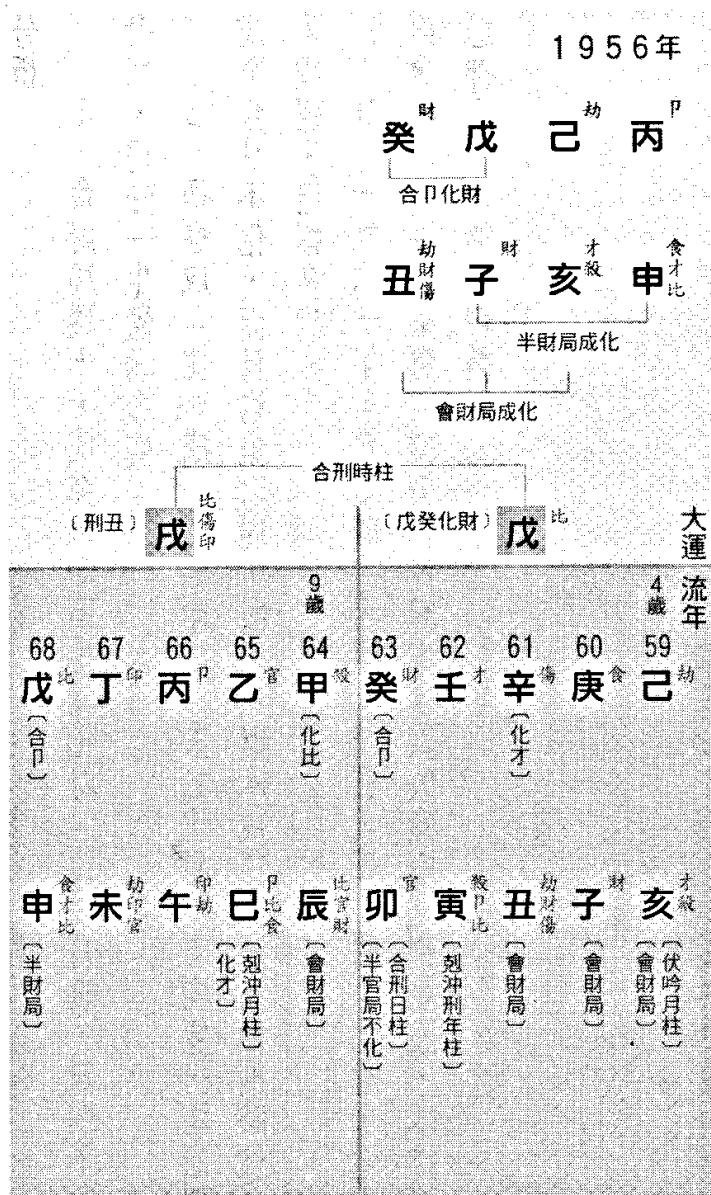 1956年
癸財 戊 己劫 丙卩
合卩化財
丑劫財傷 子財 亥才殺 申食才比
半財局成化
會財局成化
合刑時柱
〔刑丑〕 戌比傷印 〔戊癸化財〕 戊比 大運
9歲 4歲 流年
68 67 66 65 64 63 62 61 60 59
戊比 丁印 丙卩 乙官 甲殺 癸財 壬才 辛傷 庚食 己劫
〔合卩〕 〔化比〕 〔合卩〕 〔化才〕
申食才比 未劫印官 午印劫 巳卩比食 辰比官財 卯官 寅殺卩比 丑劫財傷 子財 亥才殺
〔半財局〕 〔化才〕 〔剋沖月柱〕 〔會財局〕 〔半官局不化〕 〔合刑日柱〕 〔剋沖刑年柱〕 〔會財局〕 〔會財局〕 〔會財局〕 〔伏吟月柱〕